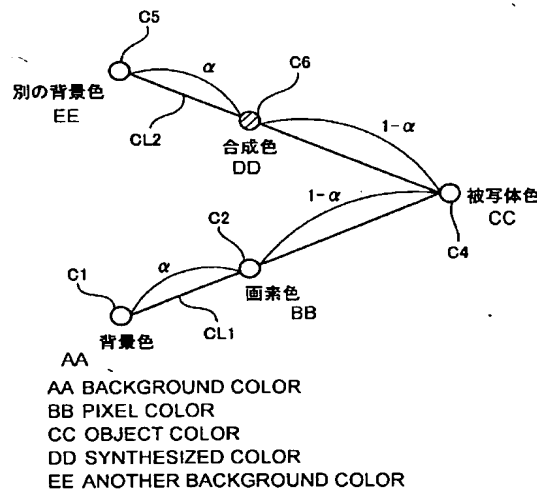 C5
α
C6
別の背景色
EE
CL2
合成色
DD
1-α
1-α
被写体色
CC
C4
C2
C1
α
画素色
BB
CL1
背景色
AA
AA BACKGROUND COLOR
BB PIXEL COLOR
CC OBJECT COLOR
DD SYNTHESIZED COLOR
EE ANOTHER BACKGROUND COLOR